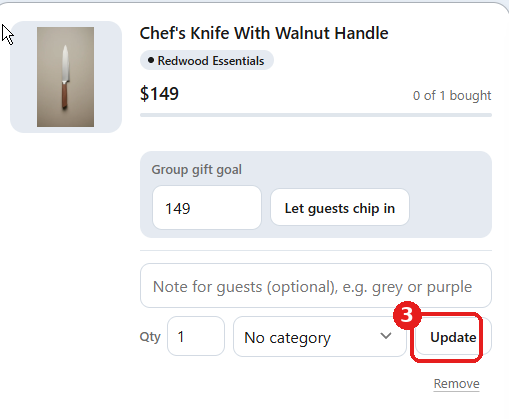 Chef's Knife With Walnut Handle
Redwood Essentials
$149
0 of 1 bought
Group gift goal
149
Let guests chip in
Note for guests (optional), e.g. grey or purple
Qty
1
No category
3
Update
Remove